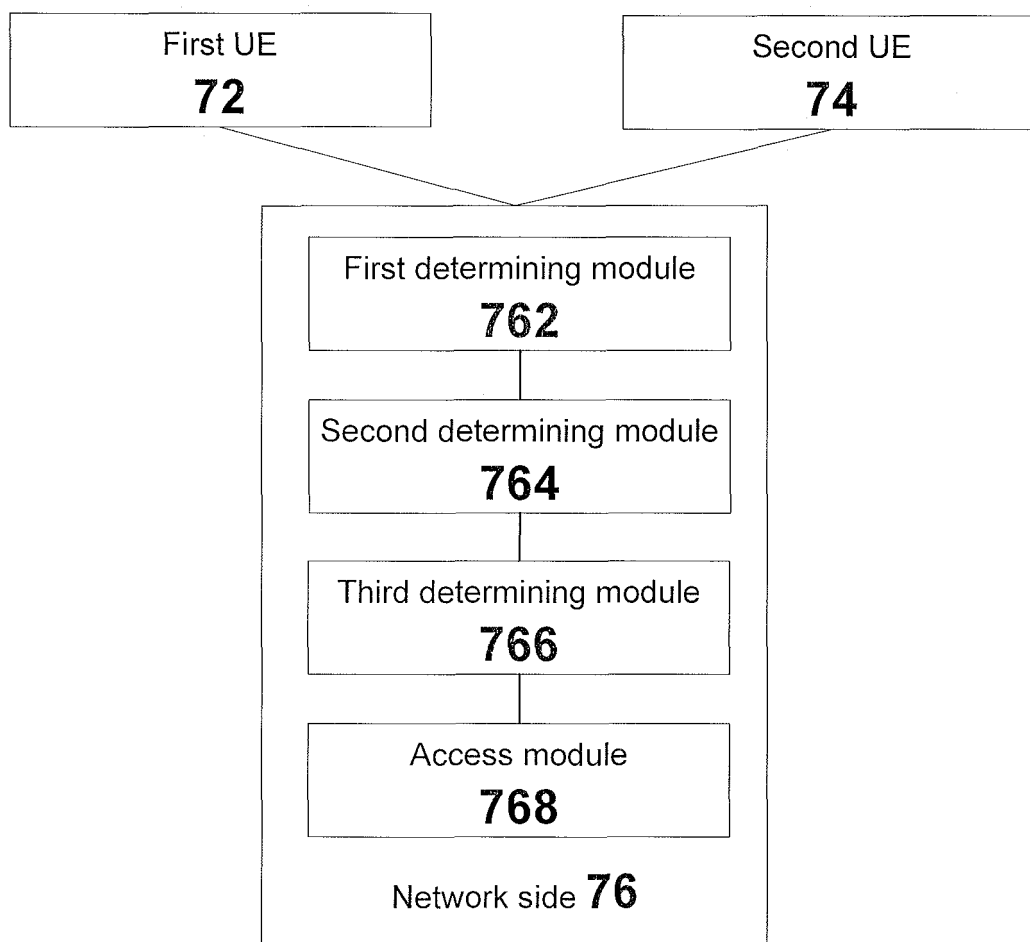 First UE
72
Second UE
74
First determining module
762
Second determining module
764
Third determining module
766
Access module
768
Network side 76